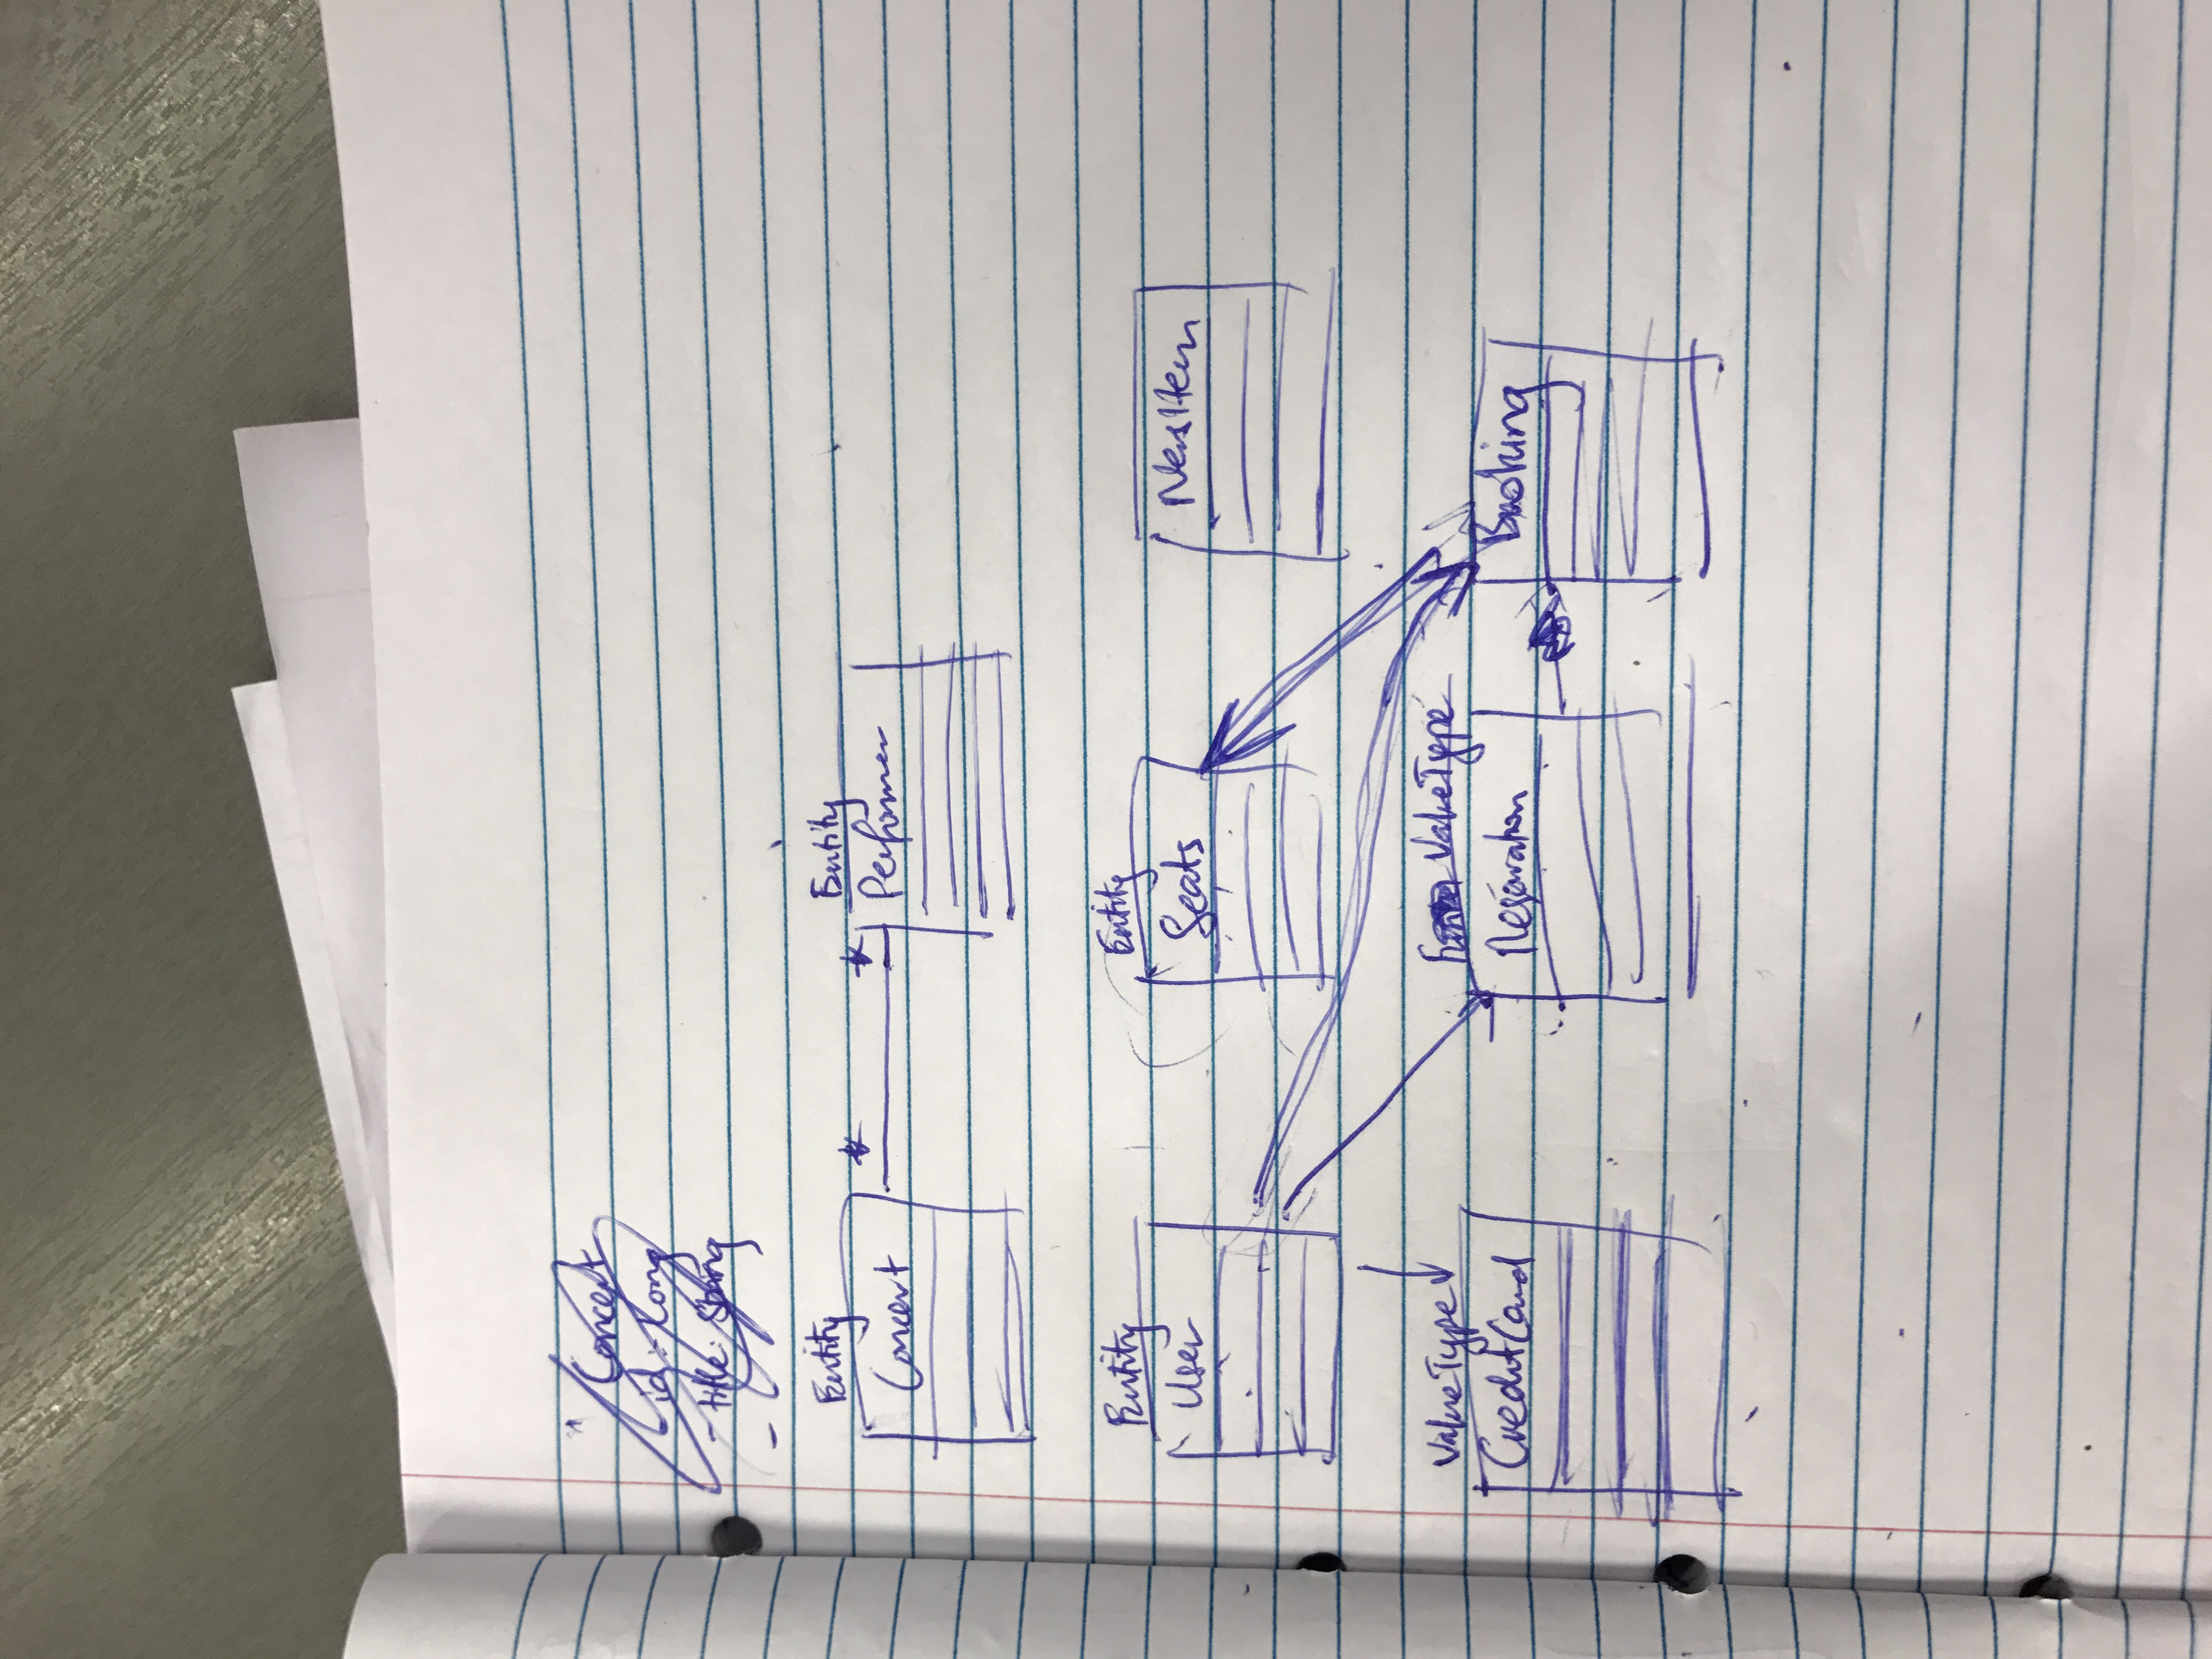 Concert
- id: Long
- title: String
-
Entity
Concert
*
*
Entity
Performer
Entity
User
Entity
Seats
NewsItem
ValueType
CreditCard
ValueType
Reservation
Booking